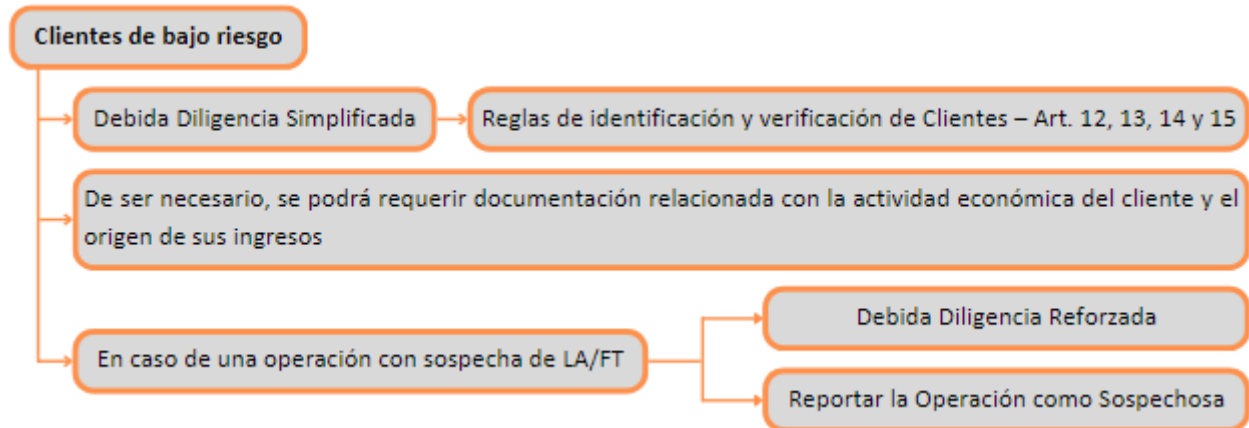 Clientes de bajo riesgo
Debida Diligencia Simplificada
Reglas de identificación y verificación de Clientes – Art. 12, 13, 14 y 15
De ser necesario, se podrá requerir documentación relacionada con la actividad económica del cliente y el
origen de sus ingresos
En caso de una operación con sospecha de LA/FT
Debida Diligencia Reforzada
Reportar la Operación como Sospechosa